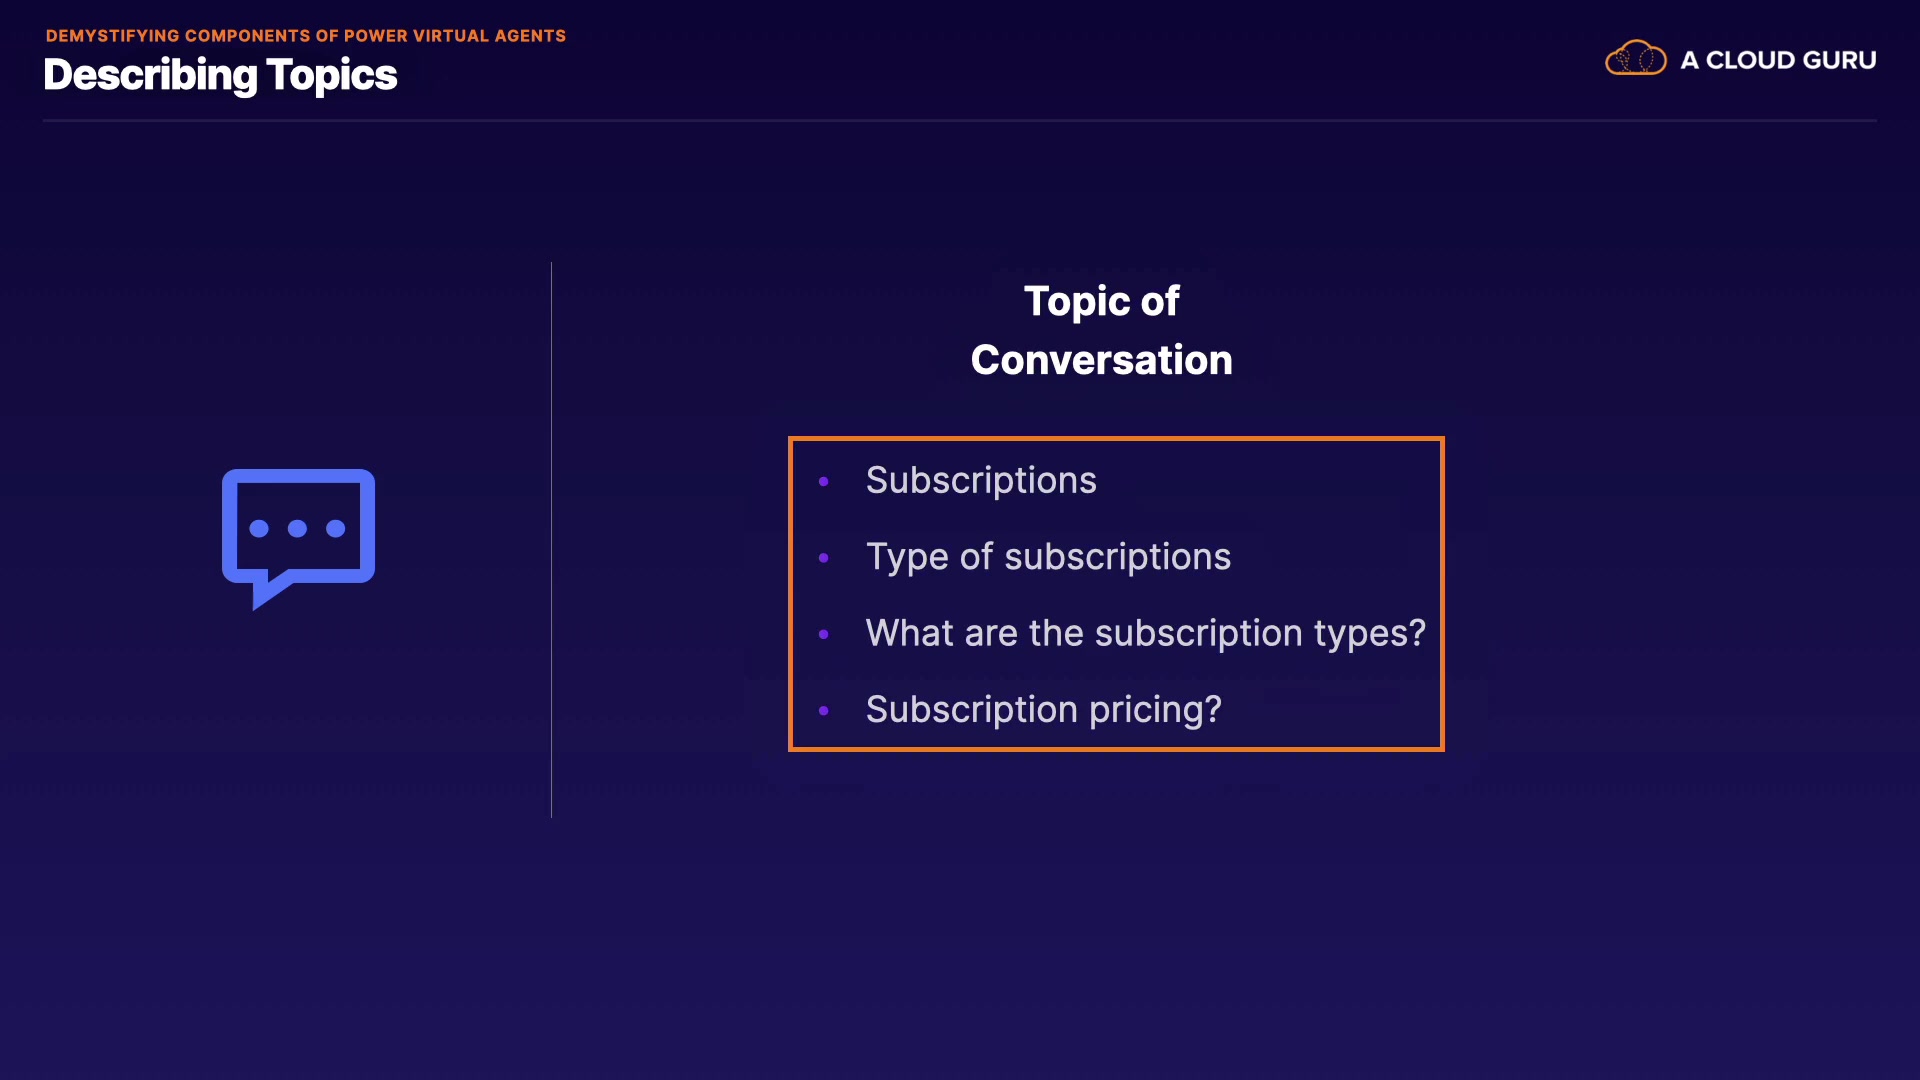 DEMYSTIFYING COMPONENTS OF POWER VIRTUAL AGENTS
Describing Topics
A CLOUD GURU
Topic of
Conversation
• Subscriptions
• Type of subscriptions
• What are the subscription types?
• Subscription pricing?